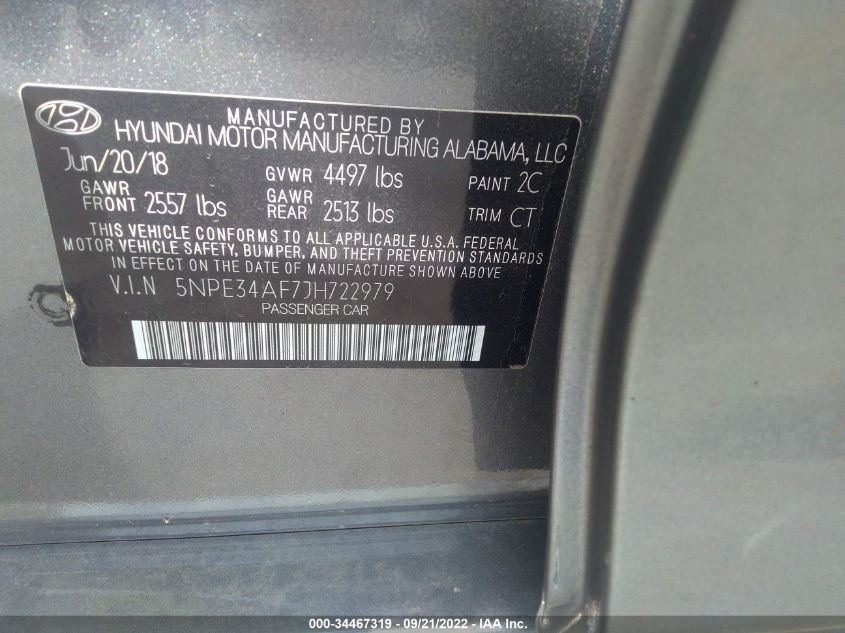 MANUFACTURED BY
HYUNDAI MOTOR MANUFACTURING ALABAMA, LLC
Jun/20/18 GVWR 4497 lbs PAINT 2C
GAWR FRONT 2557 lbs GAWR REAR 2513 lbs TRIM CT
THIS VEHICLE CONFORMS TO ALL APPLICABLE U.S.A. FEDERAL
MOTOR VEHICLE SAFETY, BUMPER, AND THEFT PREVENTION STANDARDS
IN EFFECT ON THE DATE OF MANUFACTURE SHOWN ABOVE
V.I.N 5NPE34AF7JH722979
PASSENGER CAR
000-34467319 - 09/21/2022 - IAA Inc.